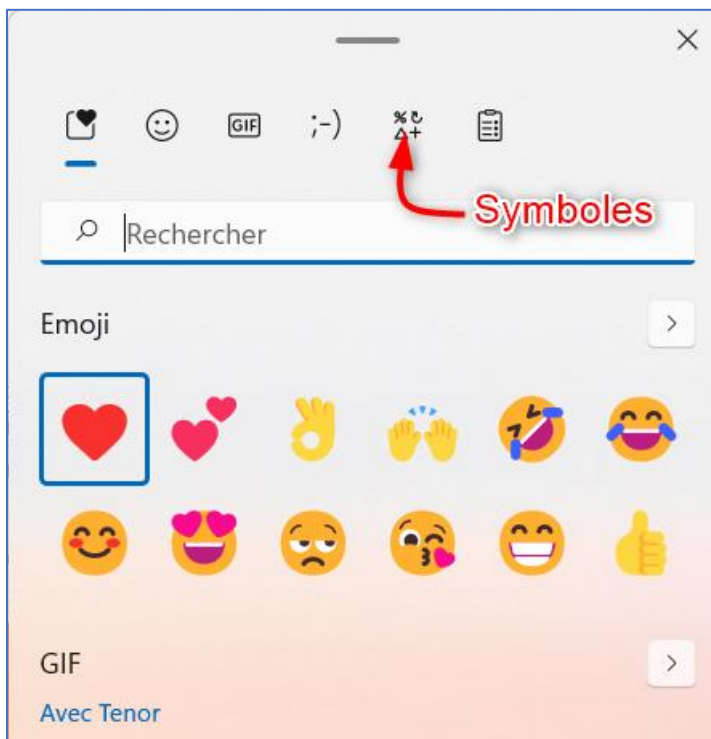 GIF ;-)
Symboles
Rechercher
Emoji
GIF
Avec Tenor